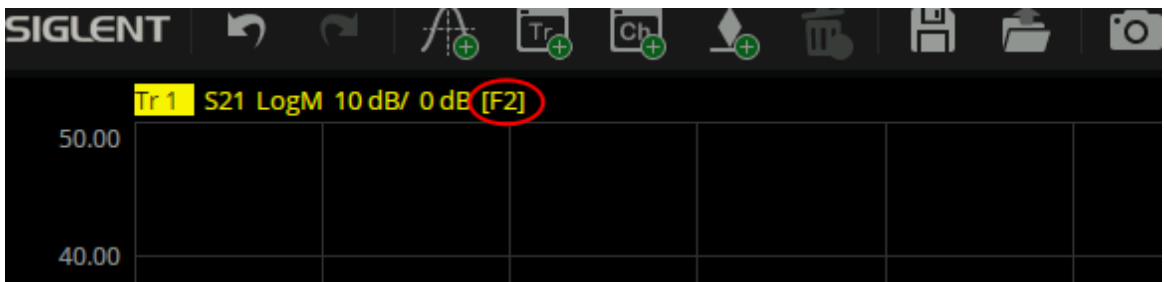 SIGLENT Tr Ch
Tr 1 S21 LogM 10 dB/ 0 dB [F2]
50.00
40.00